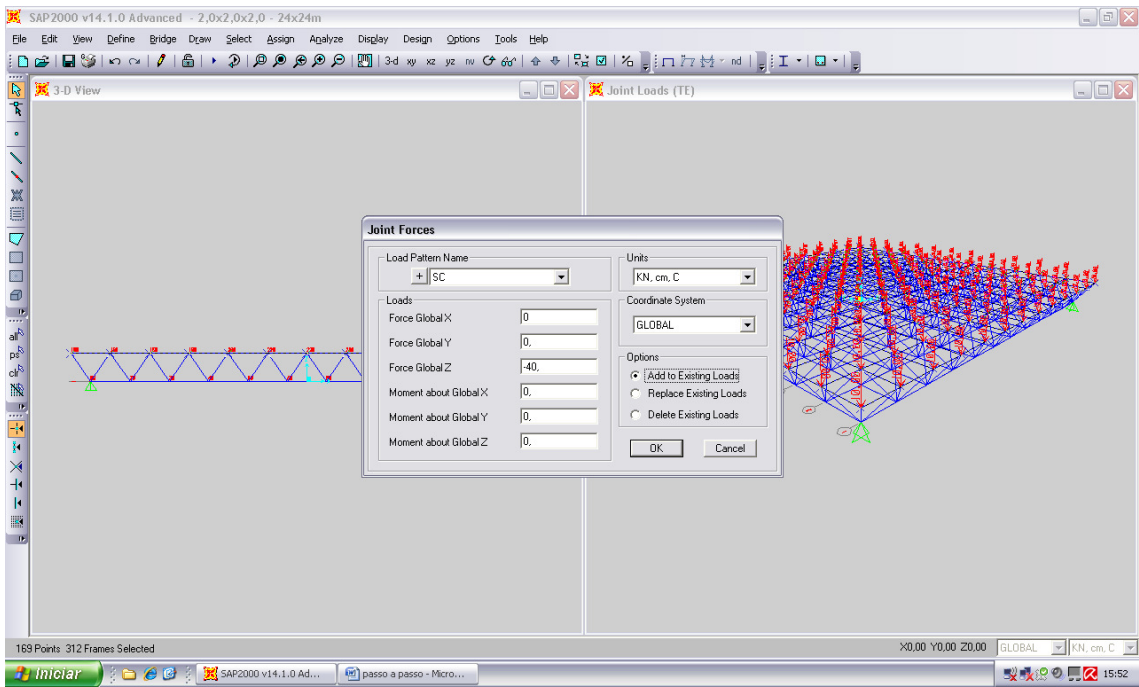 SAP2000 v14.1.0 Advanced - 2,0x2,0x2,0 - 24x24m
File Edit View Define Bridge Draw Select Assign Analyze Display Design Options Tools Help
3-d xy xz yz nv nd
3-D View
Joint Loads (TE)
all
ps
clr
Joint Forces
Load Pattern Name
+ SC
Units
KN, cm, C
Loads
Force Global X 0
Force Global Y 0,
Force Global Z -40,
Moment about Global X 0,
Moment about Global Y 0,
Moment about Global Z 0,
Coordinate System
GLOBAL
Options
Add to Existing Loads
Replace Existing Loads
Delete Existing Loads
OK Cancel
169 Points 312 Frames Selected
X0,00 Y0,00 Z0,00 GLOBAL KN, cm, C
Iniciar SAP2000 v14.1.0 Ad... passo a passo - Micro... 15:52